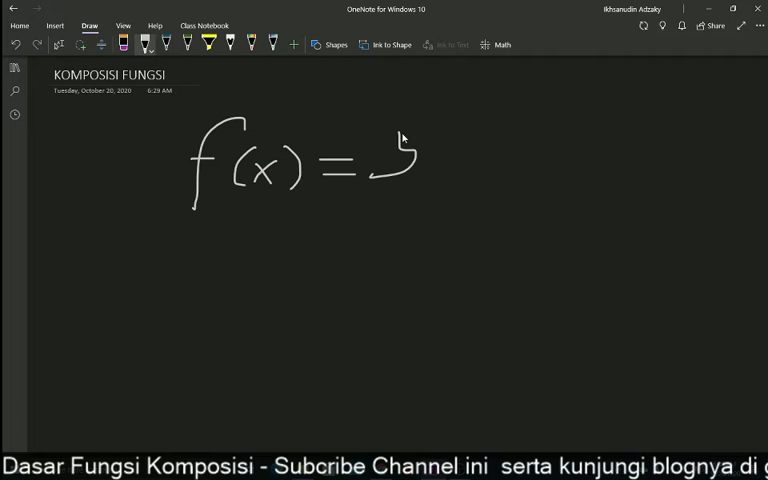 OneNote for Windows 10
Ikhsanudin Adzaky
Home Insert Draw View Help Class Notebook
Share
Shapes Ink to Shape Ink to Text Math
KOMPOSISI FUNGSI
Tuesday, October 20, 2020 6:29 AM
f(x) = 5
Dasar Fungsi Komposisi - Subcribe Channel ini serta kunjungi blognya di g